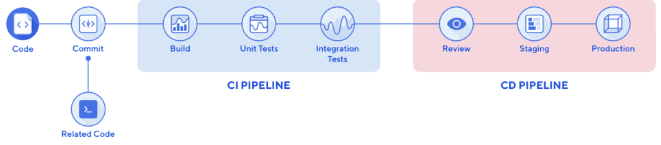 Code
Commit
Build
Unit Tests
Integration
Tests
Review
Staging
Production
CI PIPELINE
CD PIPELINE
Related Code